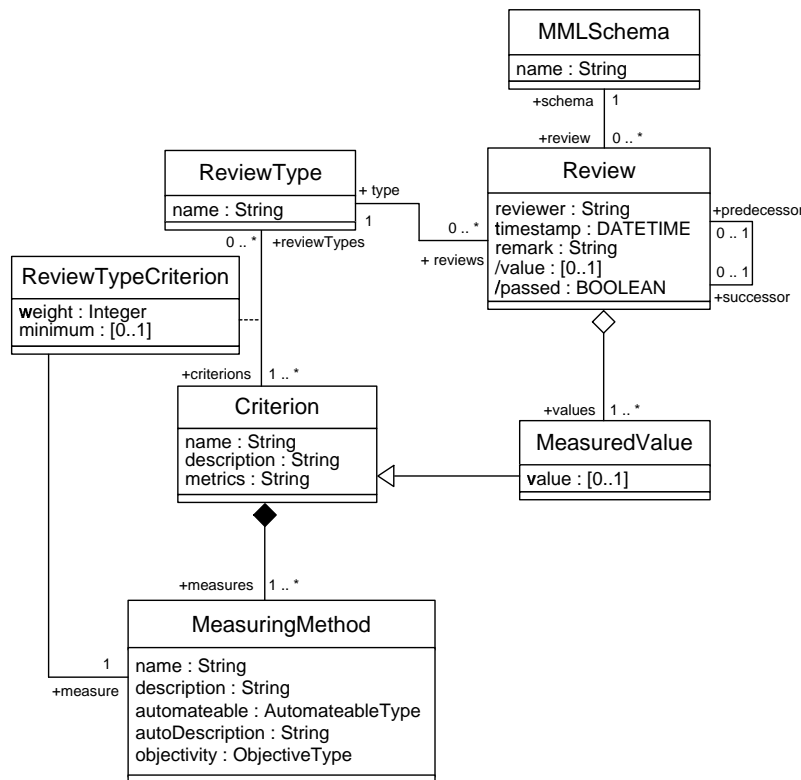 MMLSchema
name : String
+schema 1
+review 0 .. *
ReviewType
name : String
+ type
1
0 .. *
+ reviews
Review
reviewer : String
timestamp : DATETIME
remark : String
/value : [0..1]
/passed : BOOLEAN
+predecessor
0 .. 1
0 .. 1
+successor
0 .. * +reviewTypes
ReviewTypeCriterion
weight : Integer
minimum : [0..1]
+criterions 1 .. *
Criterion
name : String
description : String
metrics : String
+values 1 .. *
MeasuredValue
value : [0..1]
+measures 1 .. *
MeasuringMethod
name : String
description : String
automateable : AutomateableType
autoDescription : String
objectivity : ObjectiveType
1
+measure